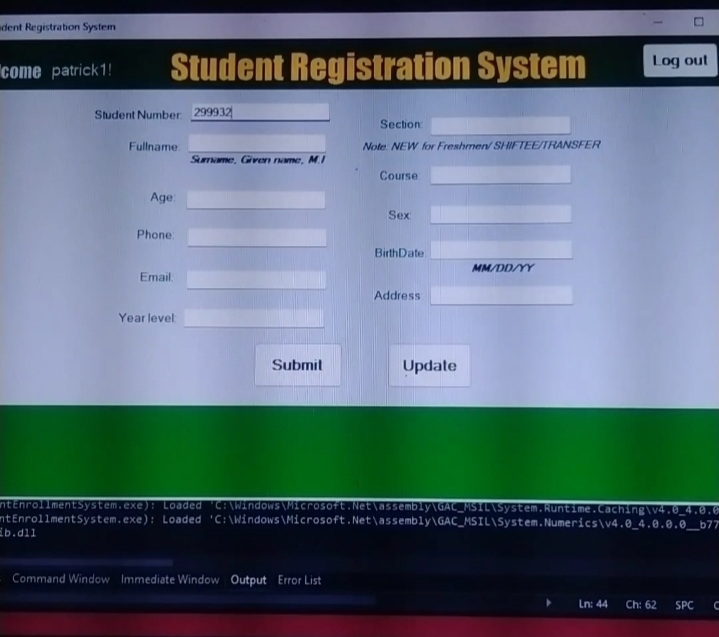 dent Registration System
come patrick1!
Student Registration System
Log out
Student Number: 299932
Fullname:
Surname, Given name, M.I
Age:
Phone:
Email:
Year level:
Section:
Note: NEW for Freshmen/ SHIFTEE/TRANSFER
Course:
Sex:
BirthDate:
MM/DD/YY
Address:
Submit
Update
ntEnrollmentSystem.exe): Loaded 'C:\Windows\Microsoft.Net\assembly\GAC_MSIL\System.Runtime.Caching\v4.0_4.0.0
ntEnrollmentSystem.exe): Loaded 'C:\Windows\Microsoft.Net\assembly\GAC_MSIL\System.Numerics\v4.0_4.0.0.0__b77
ib.dll
Command Window Immediate Window Output Error List
Ln: 44 Ch: 62 SPC